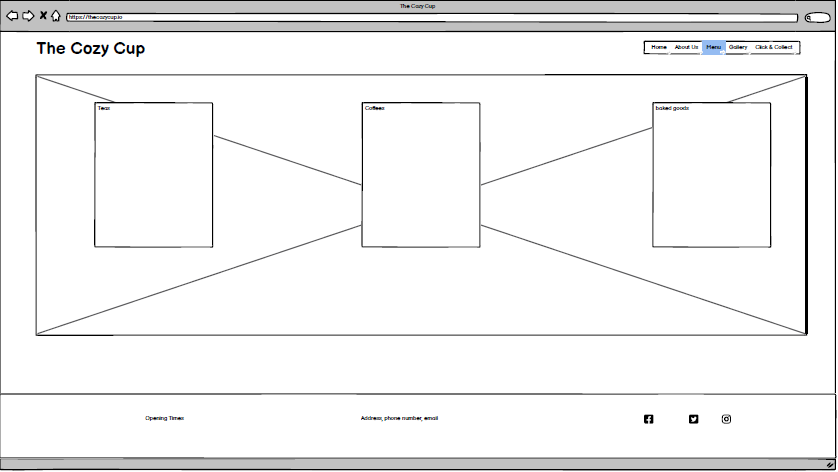 The Cozy Cup
https://thecozycup.io
The Cozy Cup
Home About Us Menu Gallery Click & Collect
Teas
Coffees
baked goods
Opening Times
Address, phone number, email